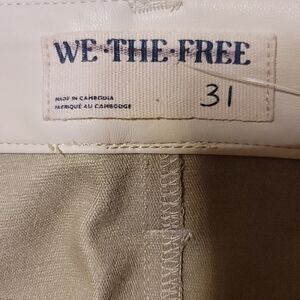 WE·THE·FREE
MADE IN CAMBODIA
FABRIQUÉ AU CAMBODGE
31